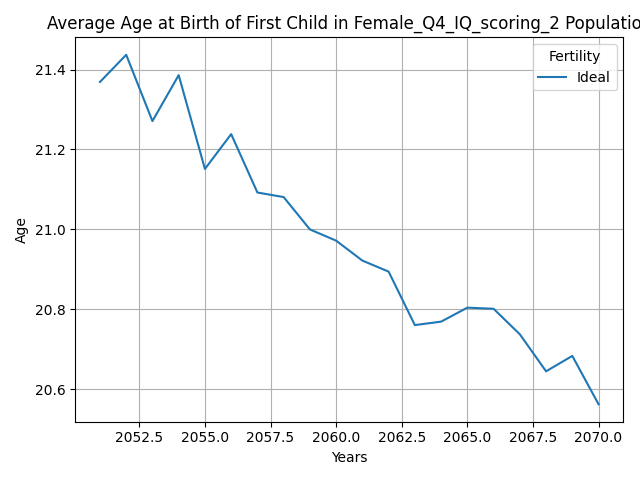 Average Age at Birth of First Child in Female_Q4_IQ_scoring_2 Populatio
Fertility
Ideal
21.4
21.2
21.0
20.8
20.6
Age
2052.5 2055.0 2057.5 2060.0 2062.5 2065.0 2067.5 2070.0
Years